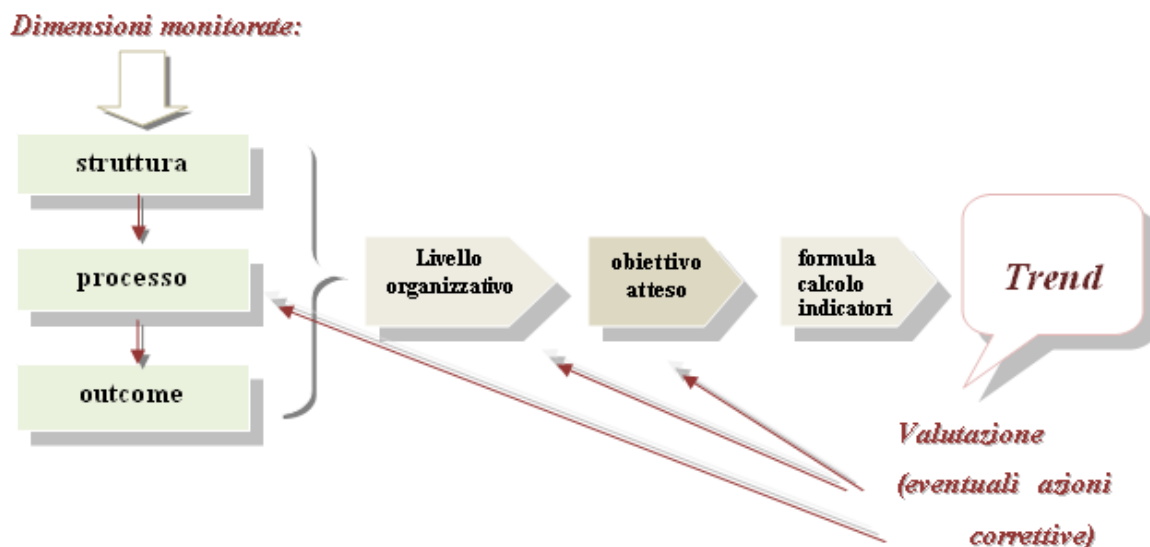 Dimensioni monitorate:
struttura
processo
outcome
Livello
organizzativo
obiettivo
atteso
formula
calcolo
indicatori
Trend
Valutazione
(eventuali azioni
correttive)